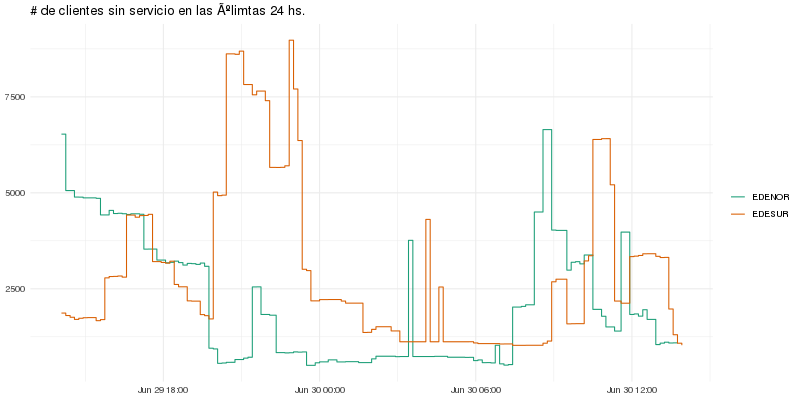 # de clientes sin servicio en las Ãºlimtas 24 hs.
7500
5000
2500
Jun 29 18:00
Jun 30 00:00
Jun 30 06:00
Jun 30 12:00
EDENOR
EDESUR